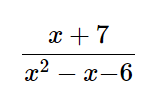 x + 7
x² − x−6